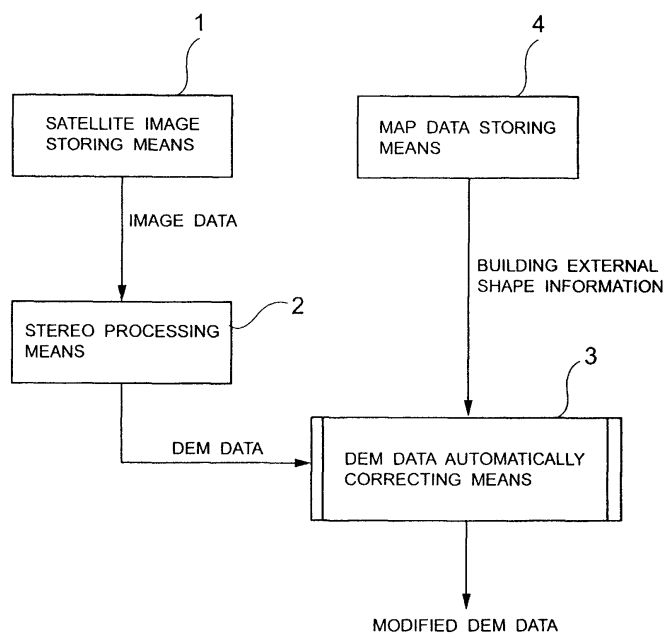 1
SATELLITE IMAGE
STORING MEANS
4
MAP DATA STORING
MEANS
IMAGE DATA
BUILDING EXTERNAL
SHAPE INFORMATION
2
STEREO PROCESSING
MEANS
3
DEM DATA
DEM DATA AUTOMATICALLY
CORRECTING MEANS
MODIFIED DEM DATA